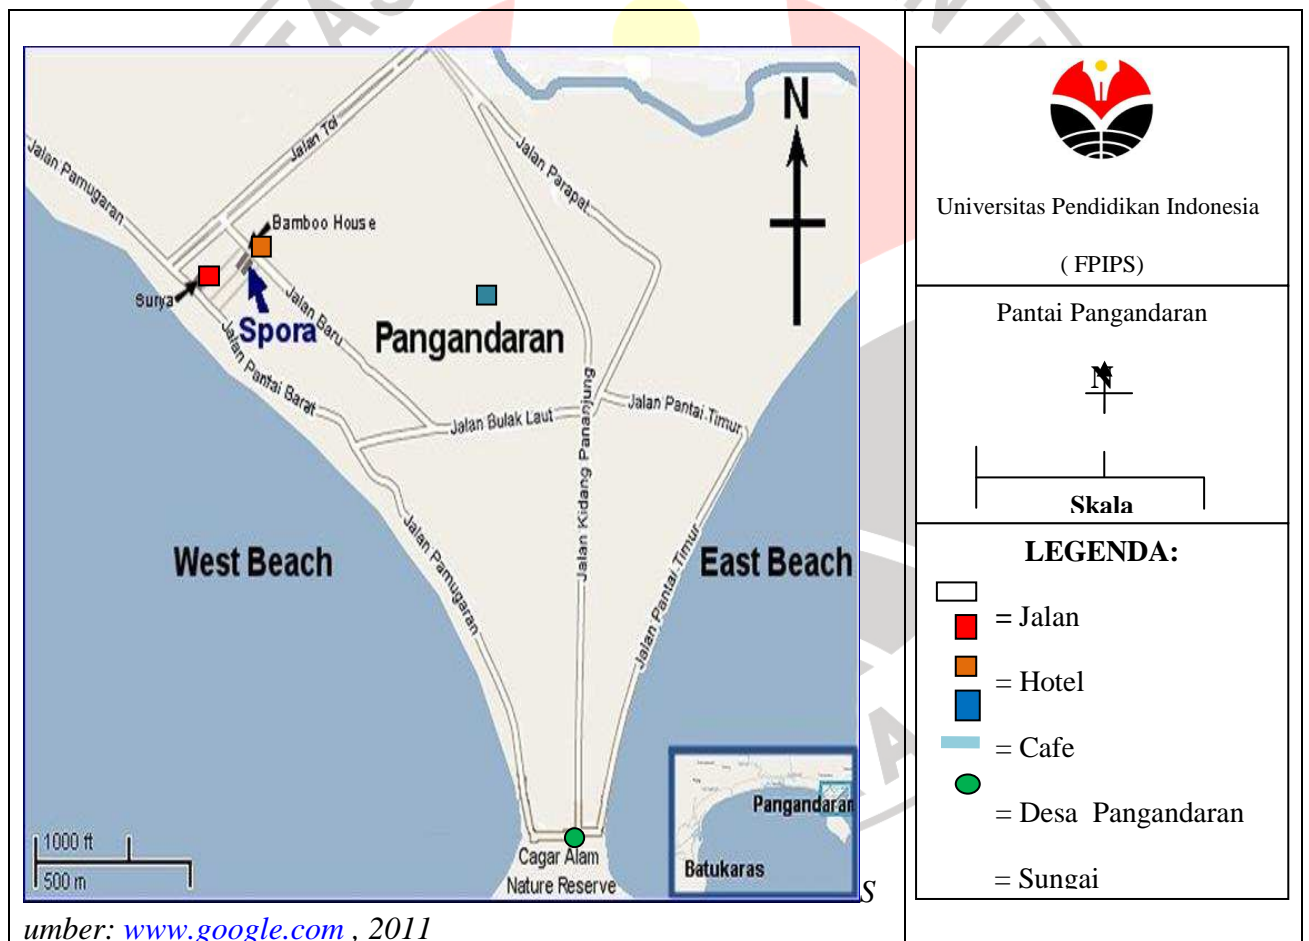 Jalan Pamugaran
Jalan Tol
Jalan Parapat
N
Bamboo House
Surya
Spora
Jalan Baru
Pangandaran
Jalan Pantai Barat
Jalan Bulak Laut
Jalan Kidang Pananjung
Jalan Pantai Timur
West Beach
Jalan Pamugaran
Jalan Pantai Timur
East Beach
Pangandaran
Batukaras
1000 ft
500 m
Cagar Alam
Nature Reserve
S
umber: www.google.com , 2011
Universitas Pendidikan Indonesia
( FPIPS)
Pantai Pangandaran
N
Skala
LEGENDA:
= Jalan
= Hotel
= Cafe
= Desa Pangandaran
= Sungai